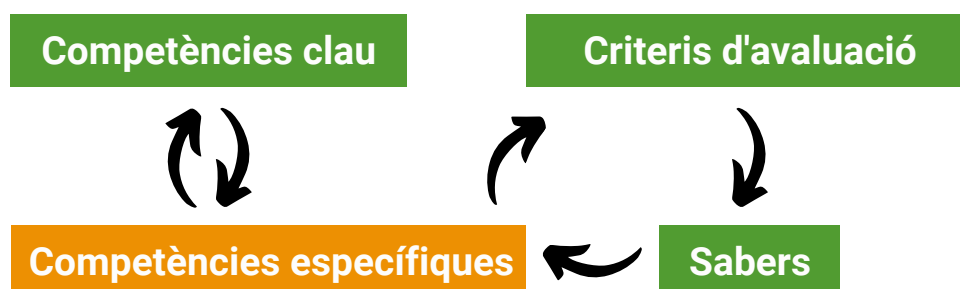 Competències clau
Criteris d'avaluació
Competències específiques
Sabers